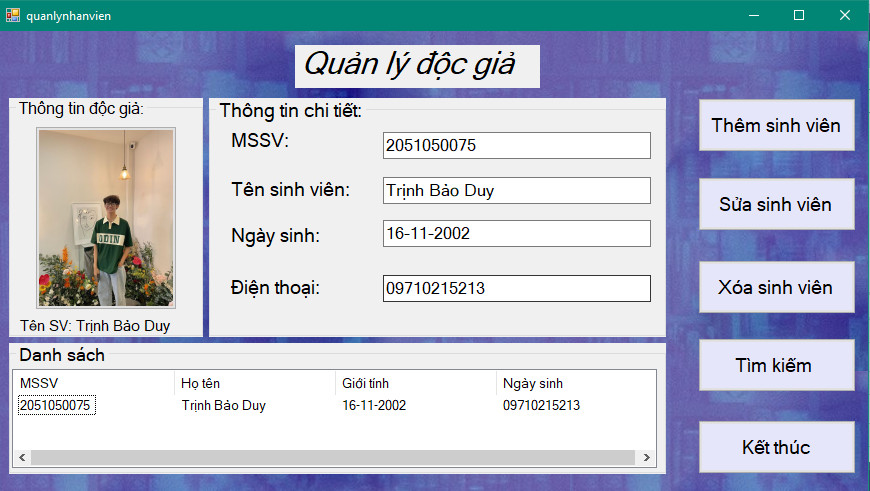 quanlynhanvien
Quản lý độc giả
Thông tin độc giả:
ODIN
Tên SV: Trịnh Bảo Duy
Thông tin chi tiết:
MSSV: 2051050075
Tên sinh viên: Trịnh Bảo Duy
Ngày sinh: 16-11-2002
Điện thoại: 09710215213
Thêm sinh viên
Sửa sinh viên
Xóa sinh viên
Tìm kiếm
Kết thúc
Danh sách
MSSV Họ tên Giới tính Ngày sinh
2051050075 Trịnh Bảo Duy 16-11-2002 09710215213